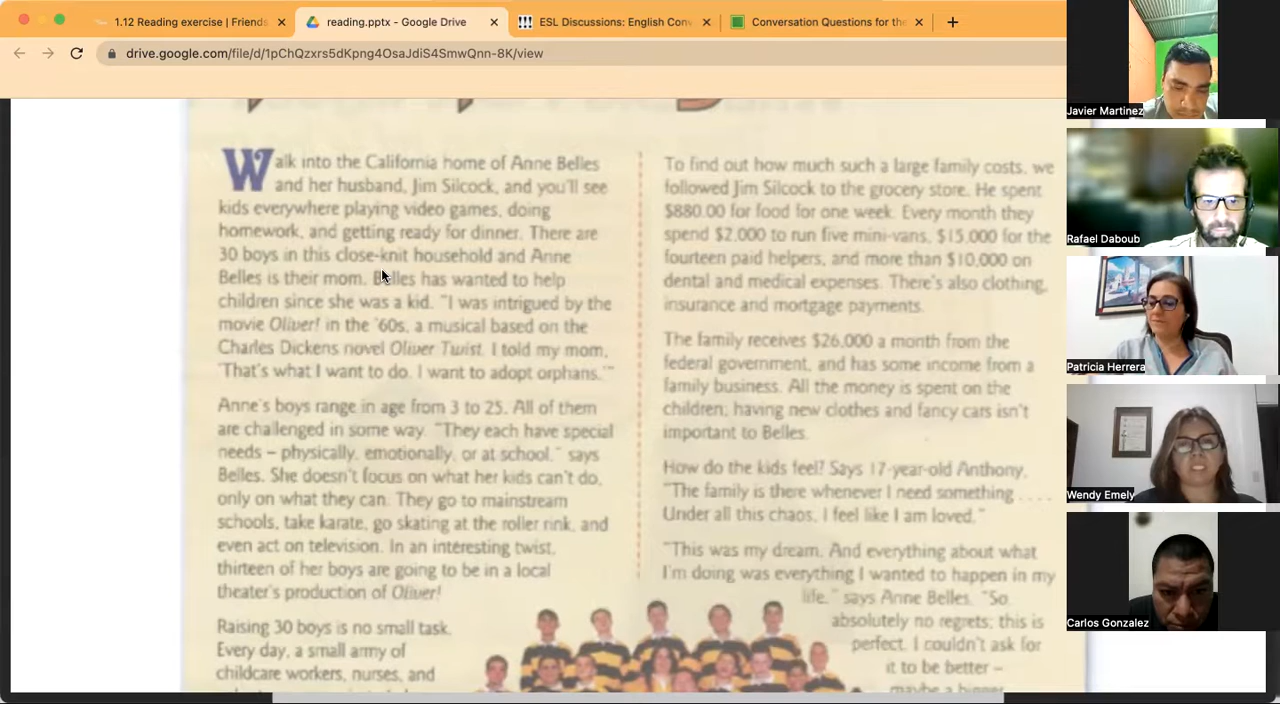 1.12 Reading exercise | Friends
reading.pptx - Google Drive
ESL Discussions: English Conv
Conversation Questions for the
drive.google.com/file/d/1pChQzxrs5dKpng4OsaJdiS4SmwQnn-8K/view
Walk into the California home of Anne Belles
and her husband, Jim Silcock, and you'll see
kids everywhere playing video games, doing
homework, and getting ready for dinner. There are
30 boys in this close-knit household and Anne
Belles is their mom. Belles has wanted to help
children since she was a kid. "I was intrigued by the
movie Oliver! in the '60s, a musical based on the
Charles Dickens novel Oliver Twist. I told my mom,
'That's what I want to do. I want to adopt orphans.'"
Anne's boys range in age from 3 to 25. All of them
are challenged in some way. "They each have special
needs – physically, emotionally, or at school," says
Belles. She doesn't focus on what her kids can't do,
only on what they can. They go to mainstream
schools, take karate, go skating at the roller rink, and
even act on television. In an interesting twist,
thirteen of her boys are going to be in a local
theater's production of Oliver!
Raising 30 boys is no small task.
Every day, a small army of
childcare workers, nurses, and
To find out how much such a large family costs, we
followed Jim Silcock to the grocery store. He spent
$880.00 for food for one week. Every month they
spend $2,000 to run five mini-vans, $15,000 for the
fourteen paid helpers, and more than $10,000 on
dental and medical expenses. There's also clothing,
insurance and mortgage payments.
The family receives $26,000 a month from the
federal government, and has some income from a
family business. All the money is spent on the
children; having new clothes and fancy cars isn't
important to Belles.
How do the kids feel? Says 17-year-old Anthony,
"The family is there whenever I need something ....
Under all this chaos, I feel like I am loved."
"This was my dream. And everything about what
I'm doing was everything I wanted to happen in my
life," says Anne Belles. "So,
absolutely no regrets; this is
perfect. I couldn't ask for
it to be better –
maybe a bigger
Javier Martinez
Rafael Daboub
Patricia Herrera
Wendy Emely
Carlos Gonzalez